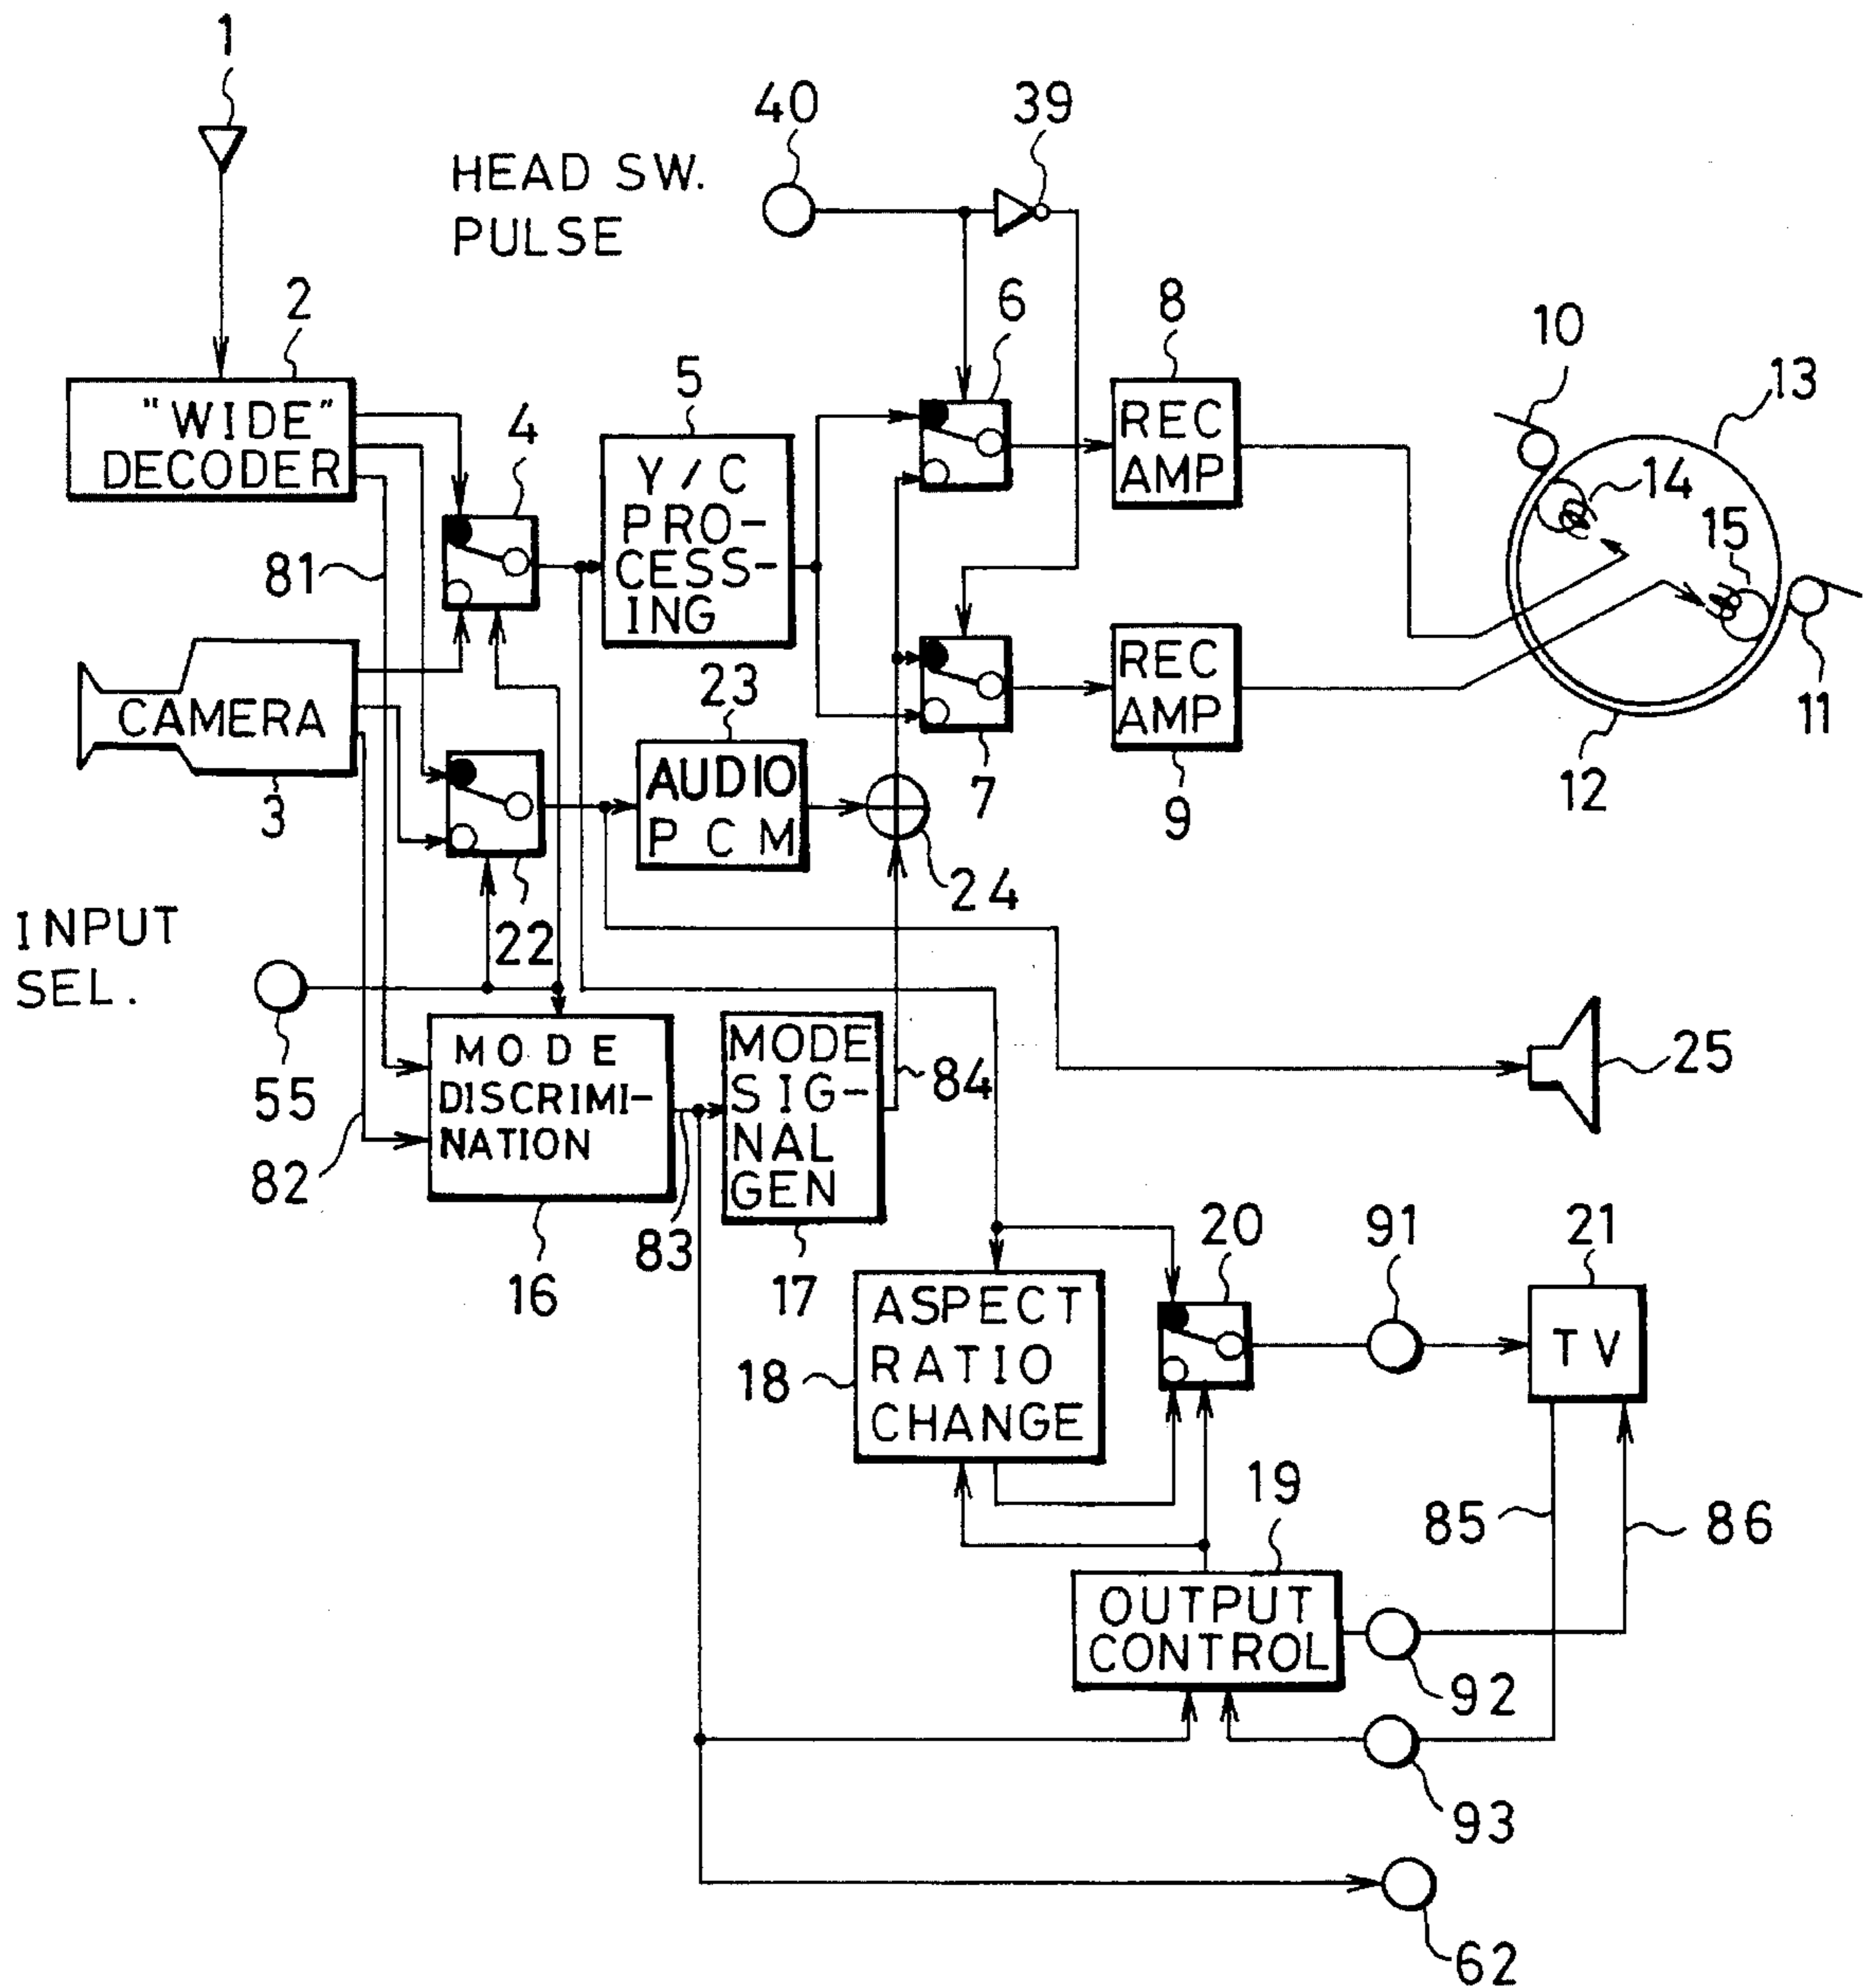 1
40
39
HEAD SW.
PULSE
2
6
8
10
13
"WIDE"
DECODER
4
5
Y/C
PRO-
CESS-
ING
REC
AMP
14
15
81
CAMERA
3
23
AUDIO
PCM
7
REC
AMP
9
12
11
24
22
INPUT
SEL.
55
MODE
DISCRIMI-
NATION
82
16
83
MODE
SIG-
NAL
GEN
17
84
25
20
91
21
ASPECT
RATIO
CHANGE
18
TV
19
85
86
OUTPUT
CONTROL
92
93
62